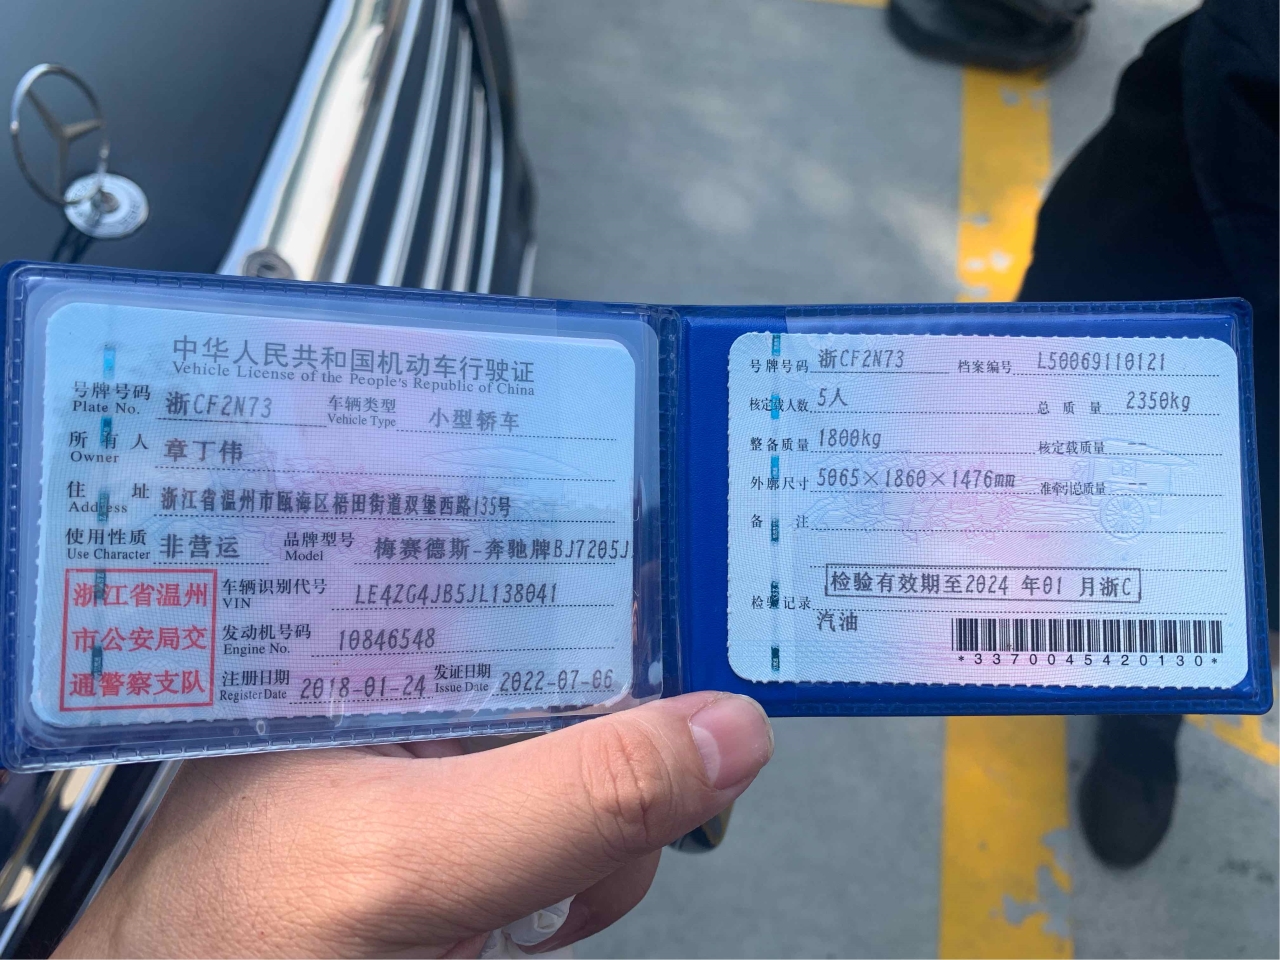 中华人民共和国机动车行驶证
Vehicle License of the People's Republic of China
号牌号码 浙CF2N73 车辆类型 小型轿车
Plate No. Vehicle Type
所有人 章丁伟
Owner
住址 浙江省温州市瓯海区梧田街道双堡西路135号
Address
使用性质 非营运 品牌型号 梅赛德斯-奔驰牌BJ7205J
Use Character Model
浙江省温州
市公安局交
通警察支队
车辆识别代号 LE4ZG4JB5JL138041
VIN
发动机号码 10846548
Engine No.
注册日期 2018-01-24 发证日期 2022-07-06
Register Date Issue Date
号牌号码 浙CF2N73 档案编号 L50069110121
核定载人数 5人 总质量 2350kg
整备质量 1800kg 核定载质量 --
外廓尺寸 5065×1860×1476mm 准牵引总质量 --
备注
检验记录 检验有效期至2024 年01 月浙C
汽油
*3370045420130*